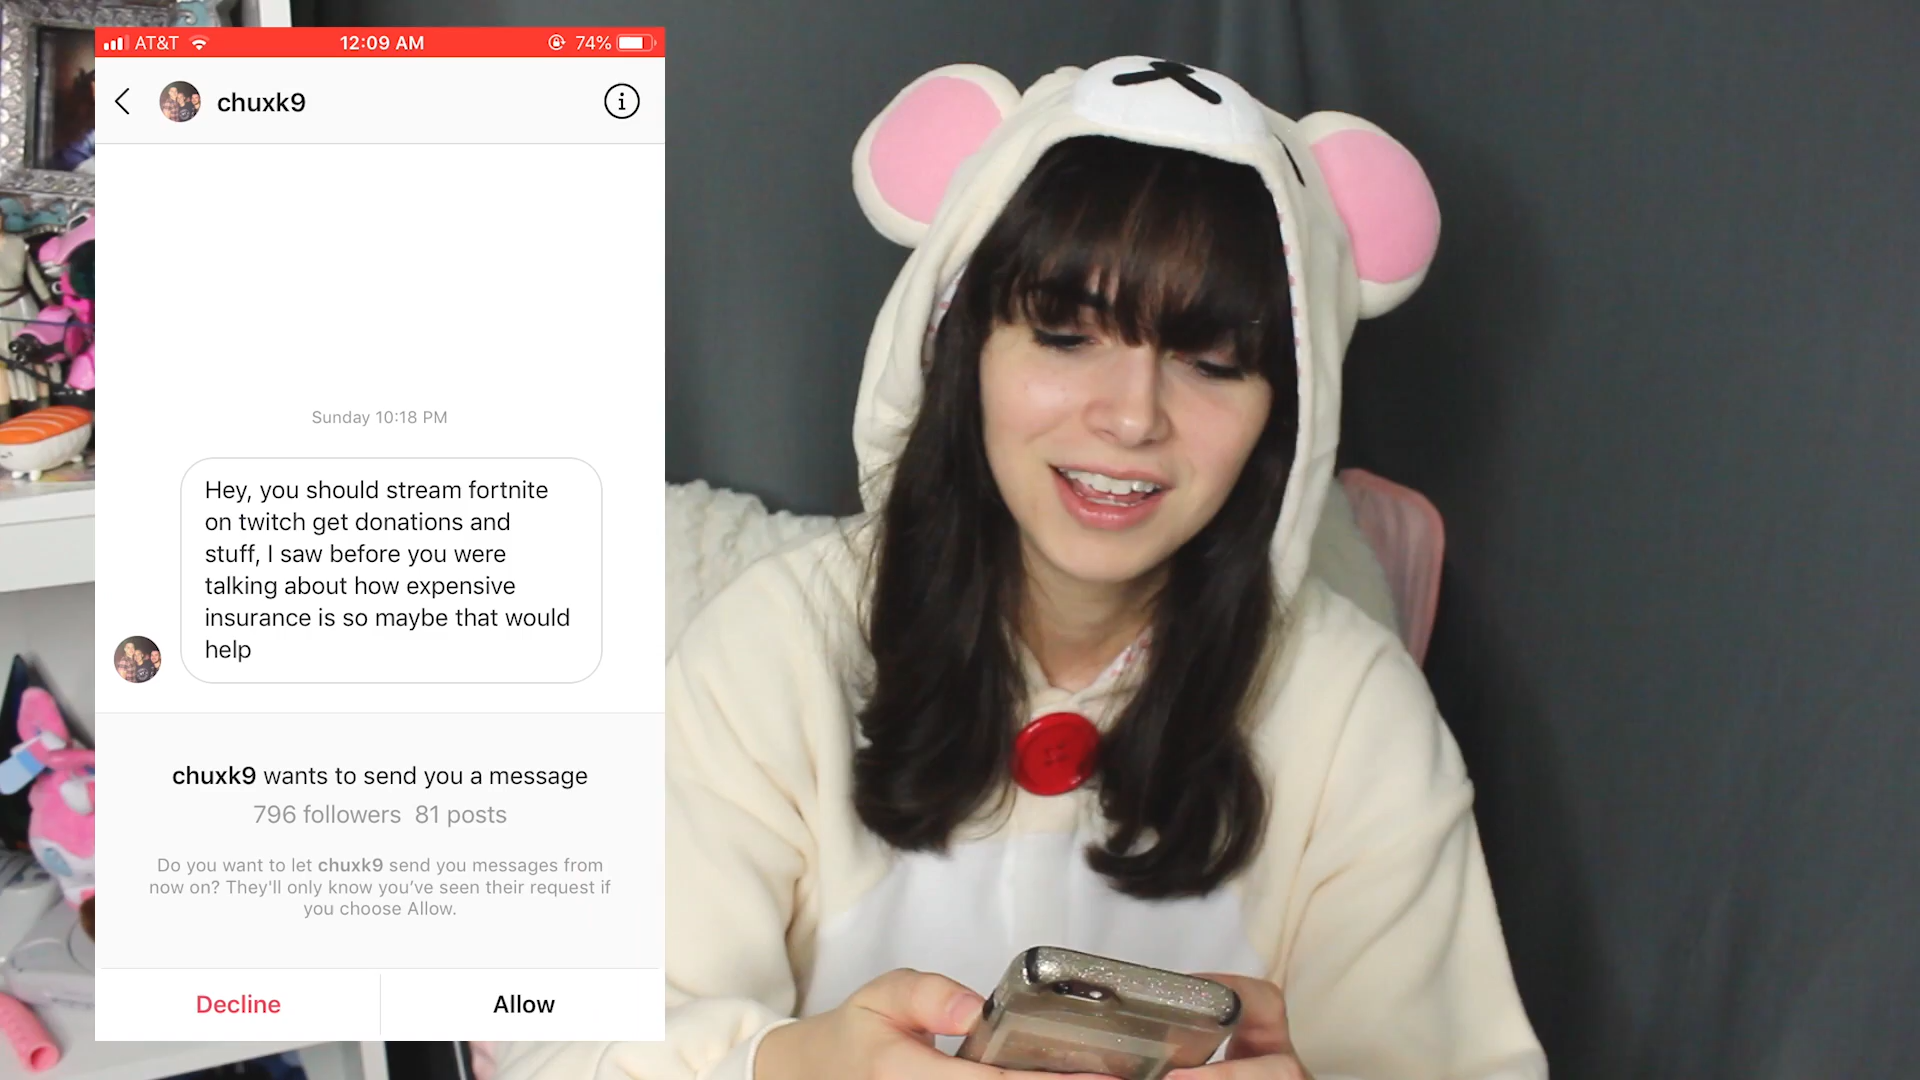 AT&T 12:09 AM 74%
chuxk9
Sunday 10:18 PM
Hey, you should stream fortnite
on twitch get donations and
stuff, I saw before you were
talking about how expensive
insurance is so maybe that would
help
chuxk9 wants to send you a message
796 followers 81 posts
Do you want to let chuxk9 send you messages from
now on? They'll only know you've seen their request if
you choose Allow.
Decline Allow